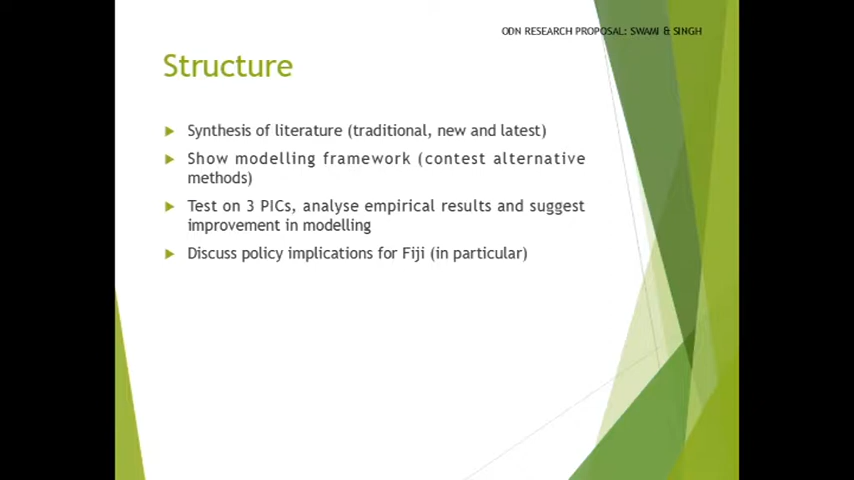 ODN RESEARCH PROPOSAL: SWAMI & SINGH
Structure
Synthesis of literature (traditional, new and latest)
Show modelling framework (contest alternative
methods)
Test on 3 PICs, analyse empirical results and suggest
improvement in modelling
Discuss policy implications for Fiji (in particular)